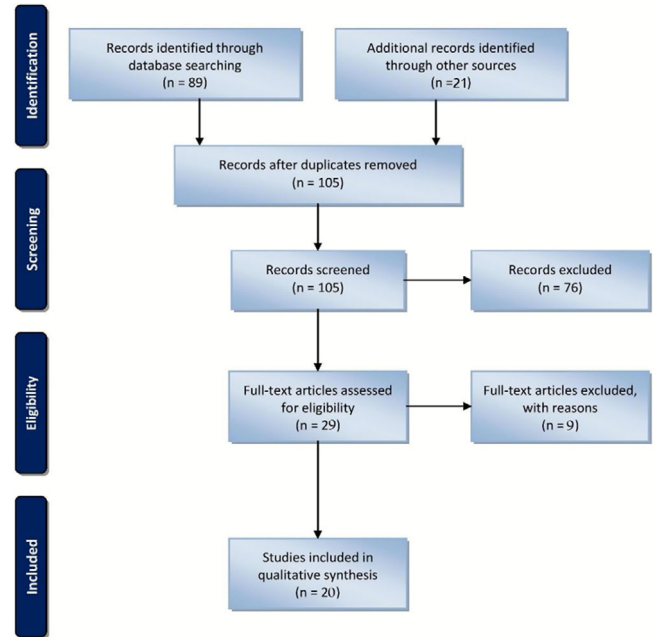 Identification
Records identified through
database searching
(n = 89)
Additional records identified
through other sources
(n =21)
Records after duplicates removed
(n = 105)
Screening
Records screened
(n = 105)
Records excluded
(n = 76)
Eligibility
Full-text articles assessed
for eligibility
(n = 29)
Full-text articles excluded,
with reasons
(n = 9)
Included
Studies included in
qualitative synthesis
(n = 20)